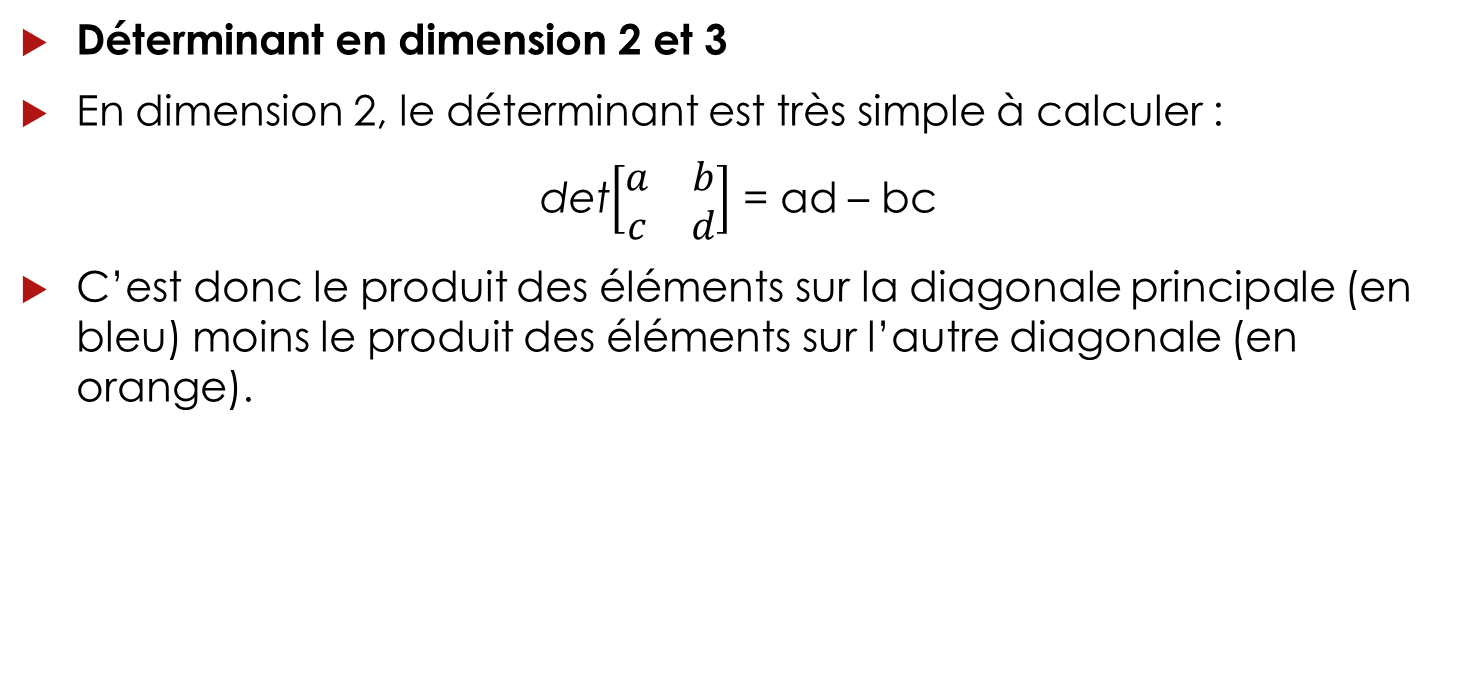 Déterminant en dimension 2 et 3
En dimension 2, le déterminant est très simple à calculer :
det[a b
c d] = ad – bc
C’est donc le produit des éléments sur la diagonale principale (en
bleu) moins le produit des éléments sur l’autre diagonale (en
orange).